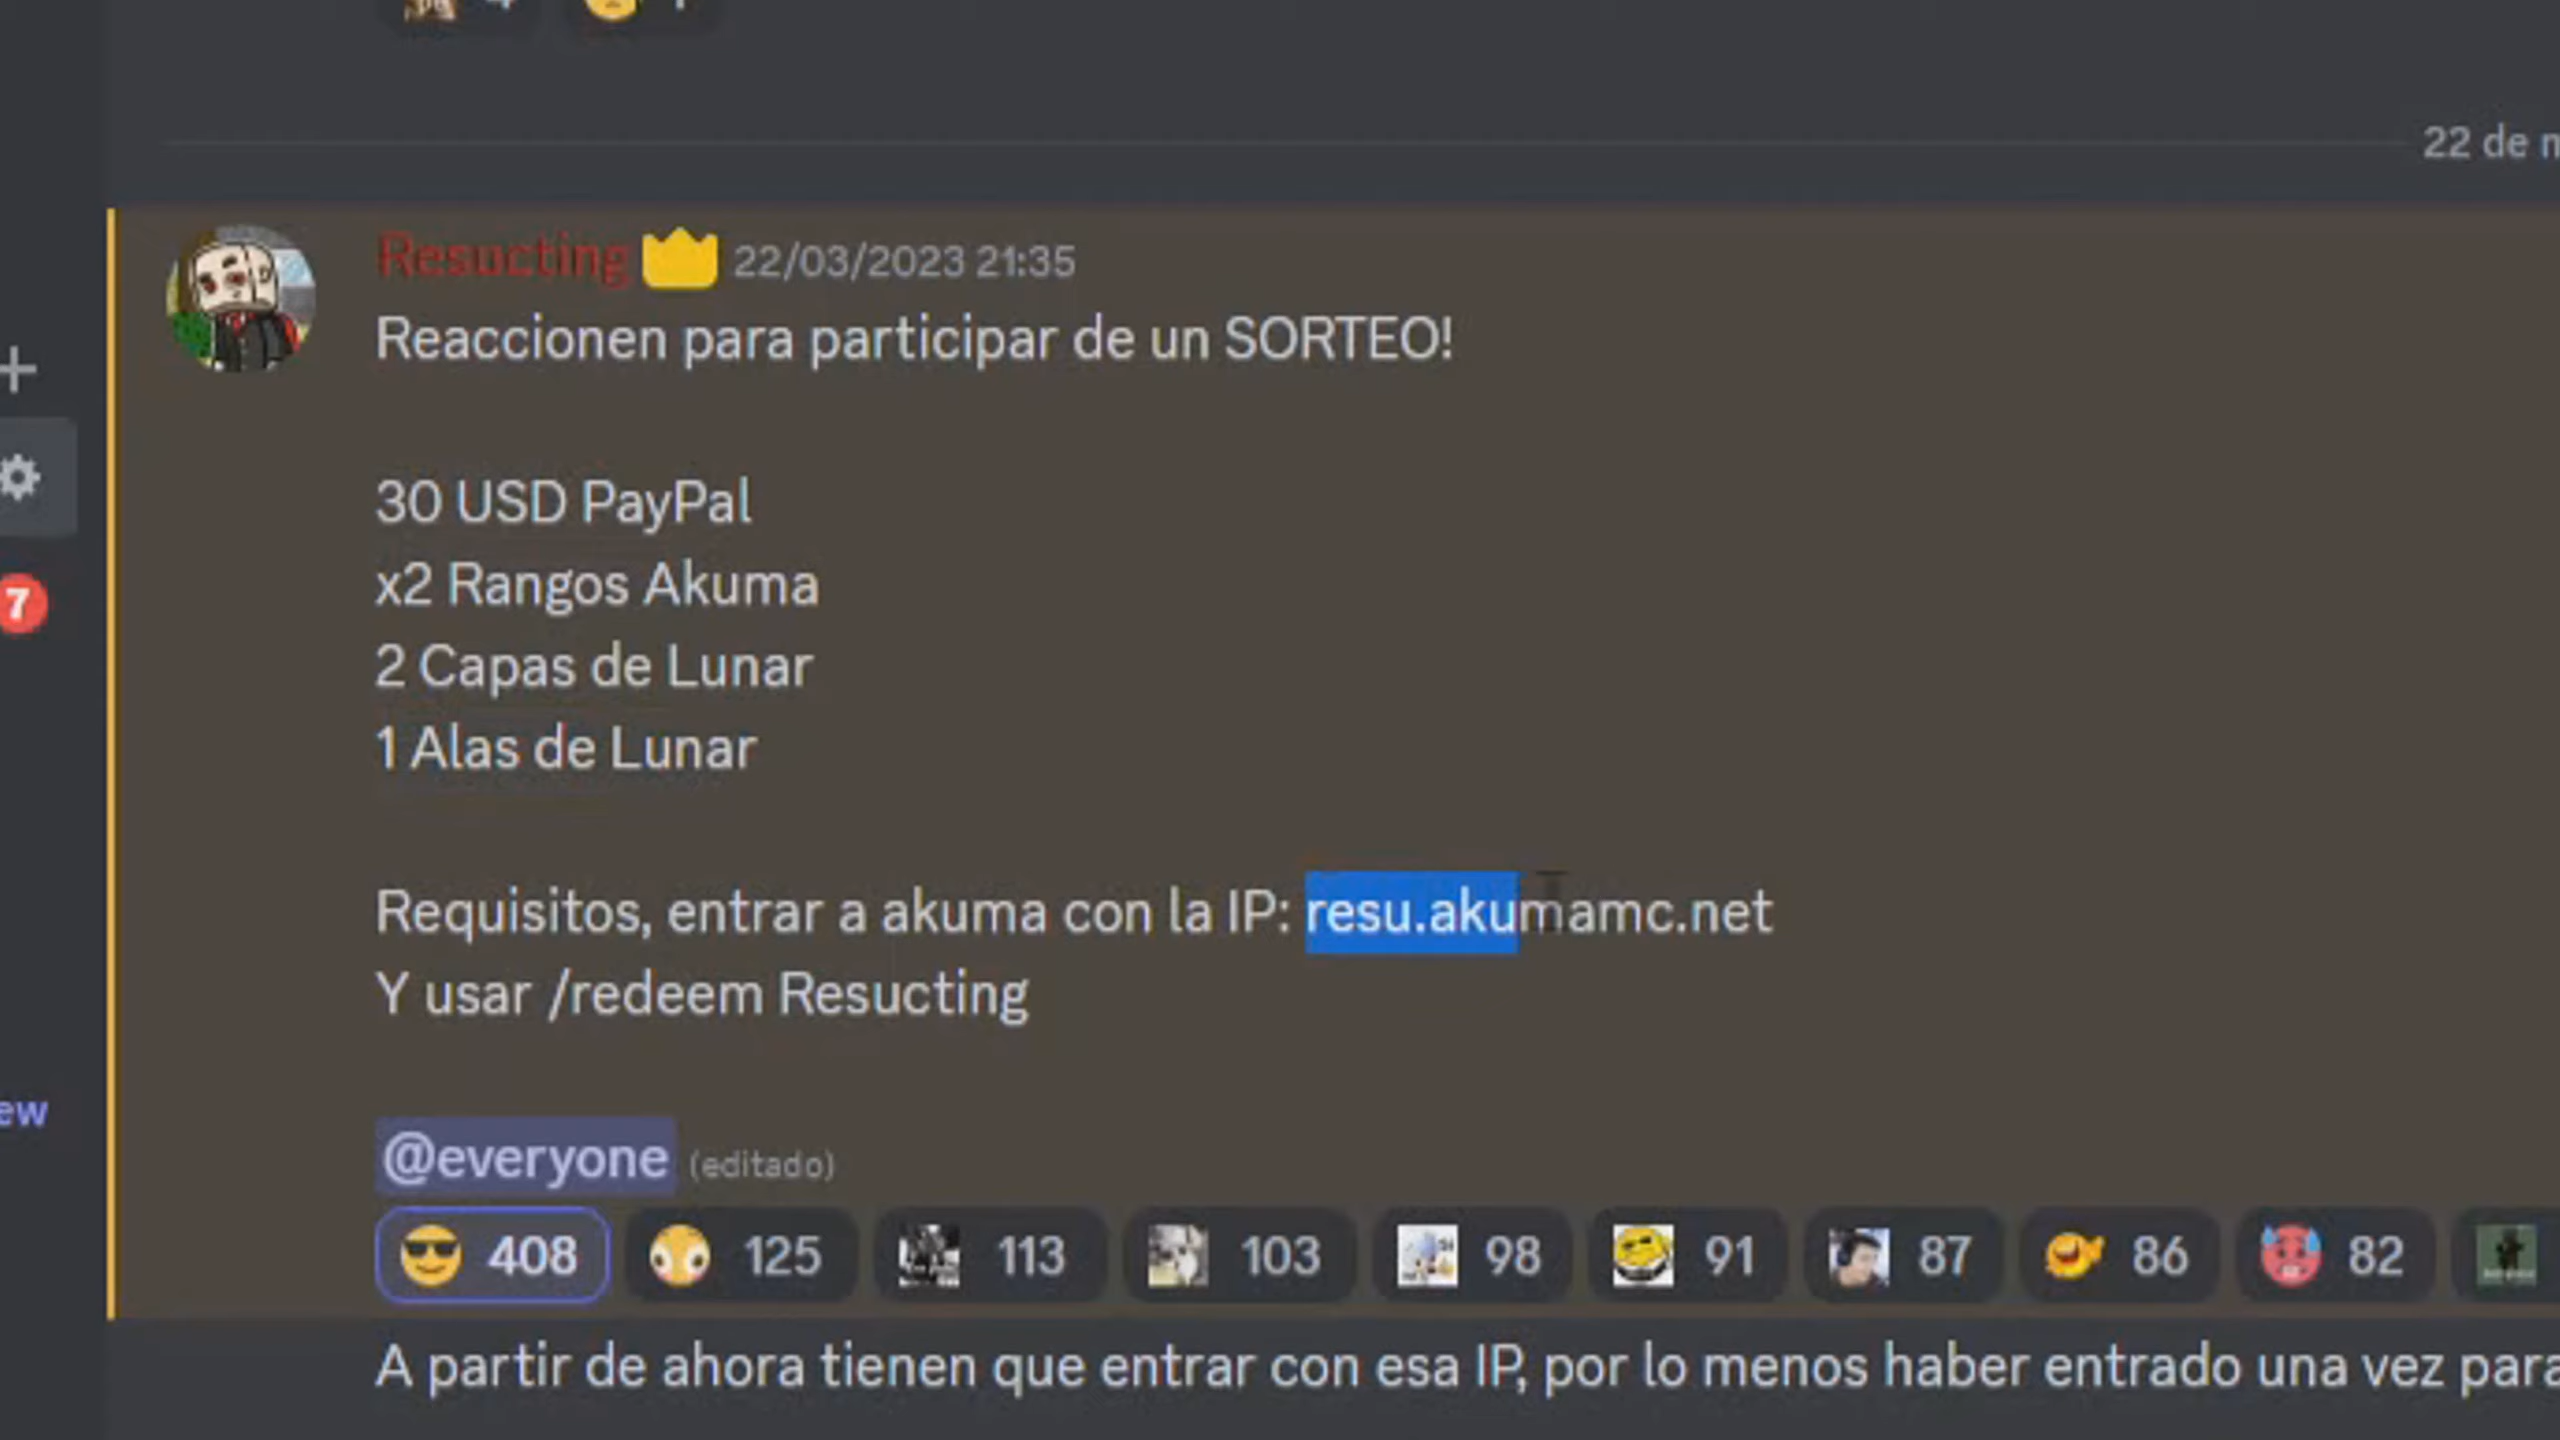 22 de
Resucting 22/03/2023 21:35
Reaccionen para participar de un SORTEO!
30 USD PayPal
x2 Rangos Akuma
2 Capas de Lunar
1 Alas de Lunar
7
Requisitos, entrar a akuma con la IP: resu.akumamc.net
Y usar /redeem Resucting
ew
@everyone (editado)
408 125 113 103 98 91 87 86 82
A partir de ahora tienen que entrar con esa IP, por lo menos haber entrado una vez para